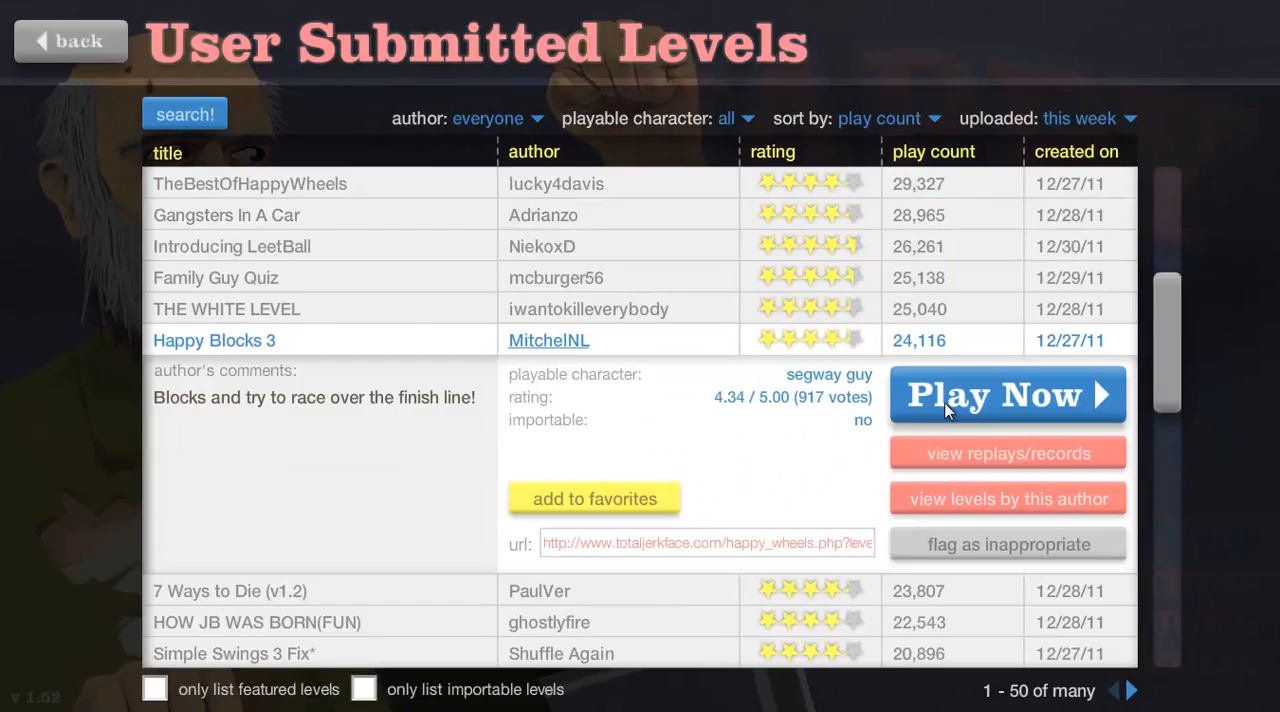 back
User Submitted Levels
search!
author: everyone playable character: all sort by: play count uploaded: this week
title author rating play count created on
TheBestOfHappyWheels lucky4davis 29,327 12/27/11
Gangsters In A Car Adrianzo 28,965 12/28/11
Introducing LeetBall NiekoxD 26,261 12/30/11
Family Guy Quiz mcburger56 25,138 12/29/11
THE WHITE LEVEL iwantokilleverybody 25,040 12/28/11
Happy Blocks 3 MitchelNL 24,116 12/27/11
author's comments:
Blocks and try to race over the finish line!
playable character: segway guy
rating: 4.34 / 5.00 (917 votes)
importable: no
Play Now
view replays/records
add to favorites
view levels by this author
url: http://www.totaljerkface.com/happy_wheels.php?leve
flag as inappropriate
7 Ways to Die (v1.2) PaulVer 23,807 12/28/11
HOW JB WAS BORN(FUN) ghostlyfire 22,543 12/28/11
Simple Swings 3 Fix* Shuffle Again 20,896 12/27/11
only list featured levels only list importable levels 1 - 50 of many
v 1.52